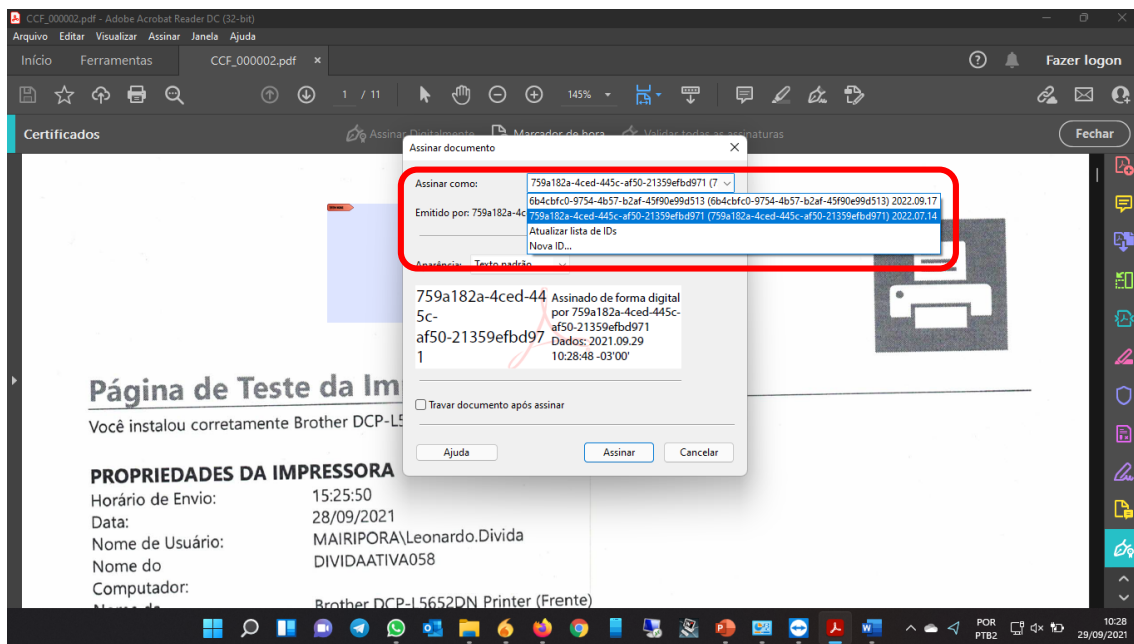 CCF_000002.pdf - Adobe Acrobat Reader DC (32-bit)
Arquivo Editar Visualizar Assinar Janela Ajuda
Início Ferramentas CCF_000002.pdf × Fazer logon
1 / 11 145%
Certificados Assinar Digitalmente Marcador de hora Validar todas as assinaturas Fechar
Assinar documento
Assinar como: 759a182a-4ced-445c-af50-21359efbd971 (7
6b4cbfc0-9754-4b57-b2af-45f90e99d513 (6b4cbfc0-9754-4b57-b2af-45f90e99d513) 2022.09.17
Emitido por: 759a182a-4c
759a182a-4ced-445c-af50-21359efbd971 (759a182a-4ced-445c-af50-21359efbd971) 2022.07.14
Atualizar lista de IDs
Nova ID...
Aparência: Texto padrão
759a182a-4ced-44
5c-
af50-21359efbd97
1
Assinado de forma digital
por 759a182a-4ced-445c-
af50-21359efbd971
Dados: 2021.09.29
10:28:48 -03'00'
Travar documento após assinar
Ajuda Assinar Cancelar
Página de Teste da Im
Você instalou corretamente Brother DCP-L5
PROPRIEDADES DA IMPRESSORA
Horário de Envio: 15:25:50
Data: 28/09/2021
Nome de Usuário: MAIRIPORA\Leonardo.Divida
Nome do DIVIDAATIVA058
Computador:
Brother DCP-L5652DN Printer (Frente)
POR
PTB2
10:28
29/09/2021